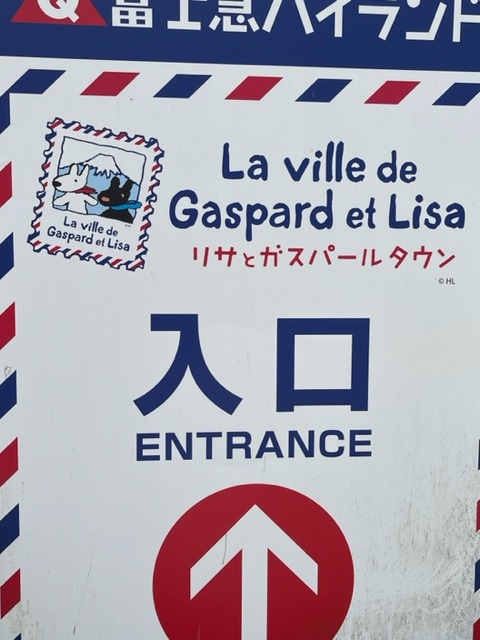 Q 富士急ハイランド
La ville de
Gaspard et Lisa
La ville de
Gaspard et Lisa
リサとガスパール タウン
© HL
入口
ENTRANCE